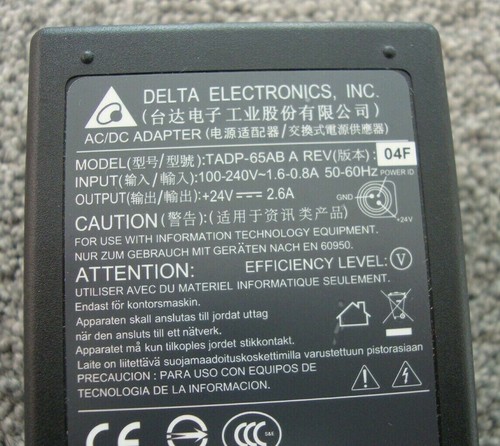 DELTA ELECTRONICS, INC.
(台达电子工业股份有限公司)
AC/DC ADAPTER (电源适配器/交換式電源供應器)
MODEL(型号/型號):TADP-65AB A REV(版本): 04F
INPUT(输入/輸入):100-240V~1.6-0.8A 50-60Hz POWER ID
OUTPUT(输出/輸出):+24V⎓2.6A
GND
+24V
CAUTION (警告):(适用于资讯类产品)
FOR USE WITH INFORMATION TECHNOLOGY EQUIPMENT.
NUR ZUM GEBRAUCH MIT GERÄTEN NACH EN 60950.
ATTENTION: EFFICIENCY LEVEL: V
UTILISER AVEC DU MATERIEL INFORMATIQUE SEULEMENT.
Endast för kontorsmaskin.
Apparaten skall anslutas till jordat uttag
när den ansluts till ett nätverk.
Apparatet må kun tilkoples jordet stikkontakt.
Laite on liitettävä suojamaadoituskoskettimilla varustettuun pistorasiaan
PRECAUCION : PARA USO CON EQUIPOS DE
TECNOLOGIA DE LA INFORMACION.
CE